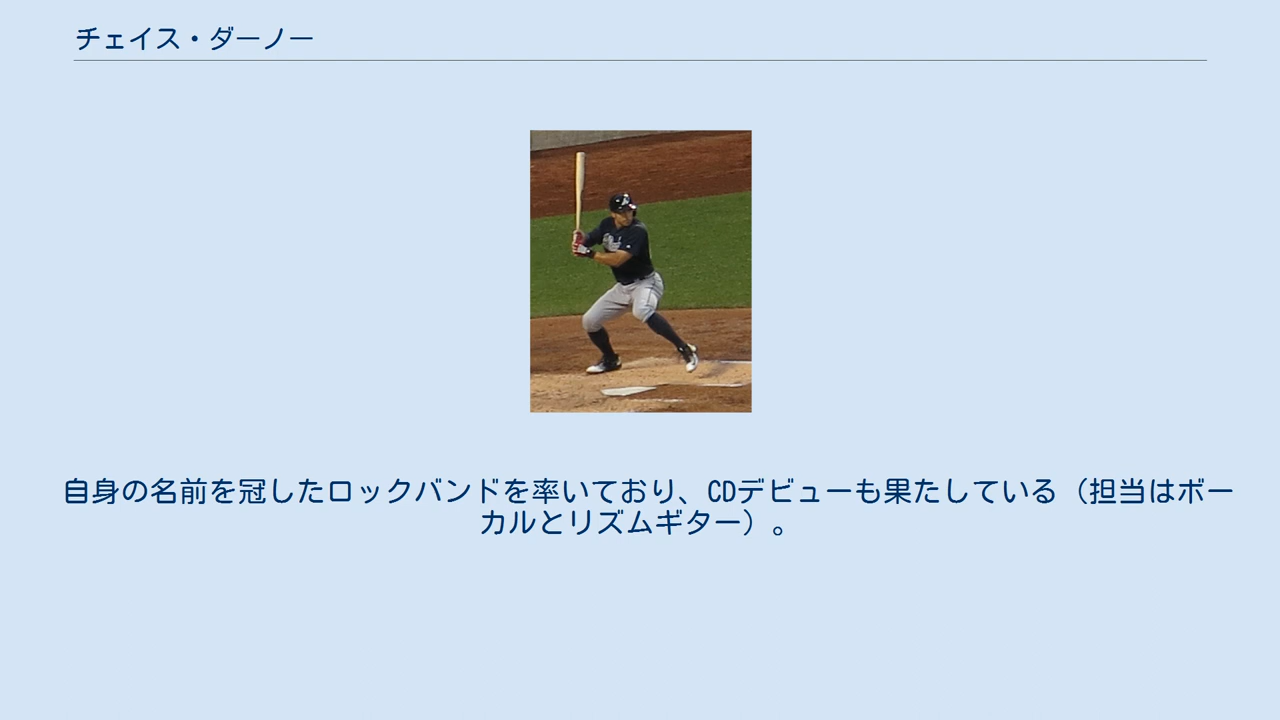 チェイス・ダーノー
自身の名前を冠したロックバンドを率いており、CDデビューも果たしている（担当はボー
カルとリズムギター）。